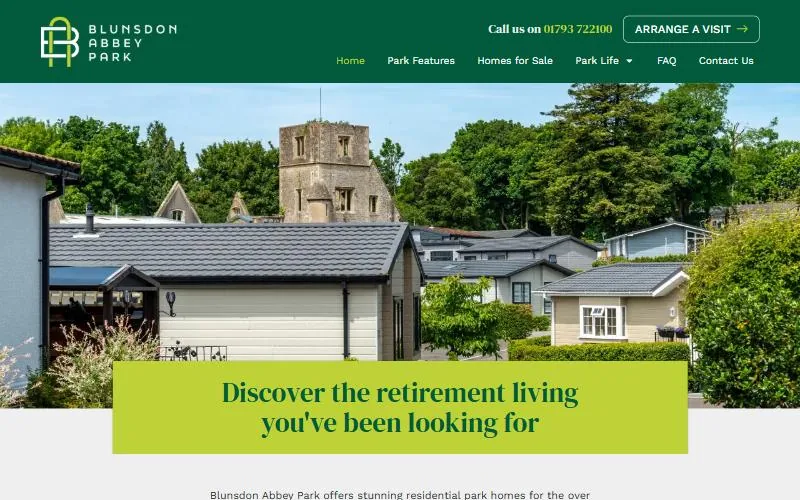 BLUNSDON
ABBEY
PARK
Call us on 01793 722100
ARRANGE A VISIT
Home
Park Features
Homes for Sale
Park Life
FAQ
Contact Us
Discover the retirement living
you've been looking for
Blunsdon Abbey Park offers stunning residential park homes for the over